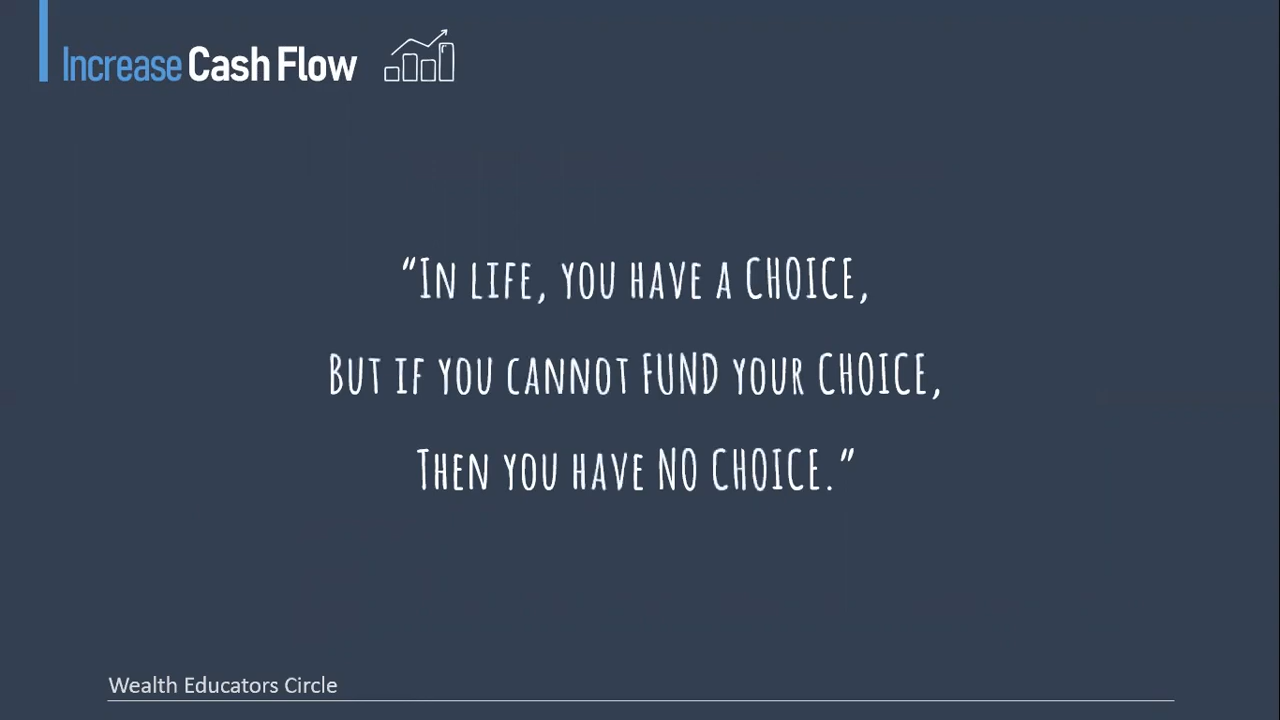 Increase Cash Flow
“In life, you have a CHOICE,
But if you cannot FUND your CHOICE,
Then you have NO CHOICE.”
Wealth Educators Circle